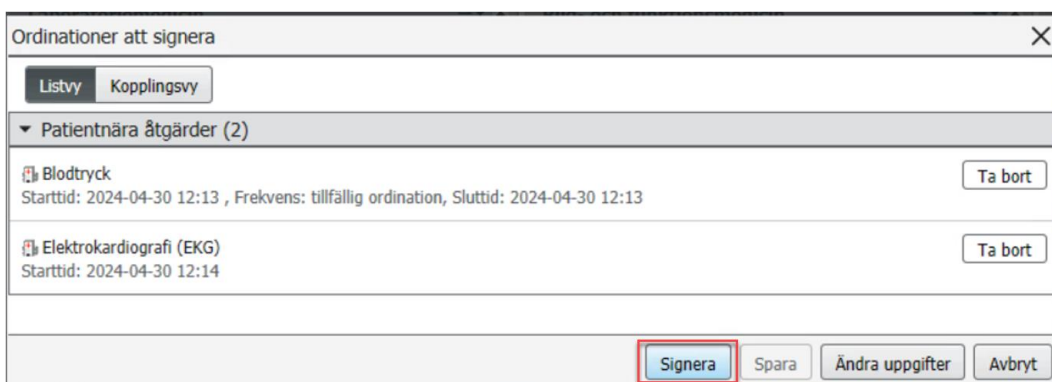 Ordinationer att signera
Listvy Kopplingsvy
Patientnära åtgärder (2)
Blodtryck Ta bort
Starttid: 2024-04-30 12:13 , Frekvens: tillfällig ordination, Sluttid: 2024-04-30 12:13
Elektrokardiografi (EKG) Ta bort
Starttid: 2024-04-30 12:14
Signera Spara Ändra uppgifter Avbryt